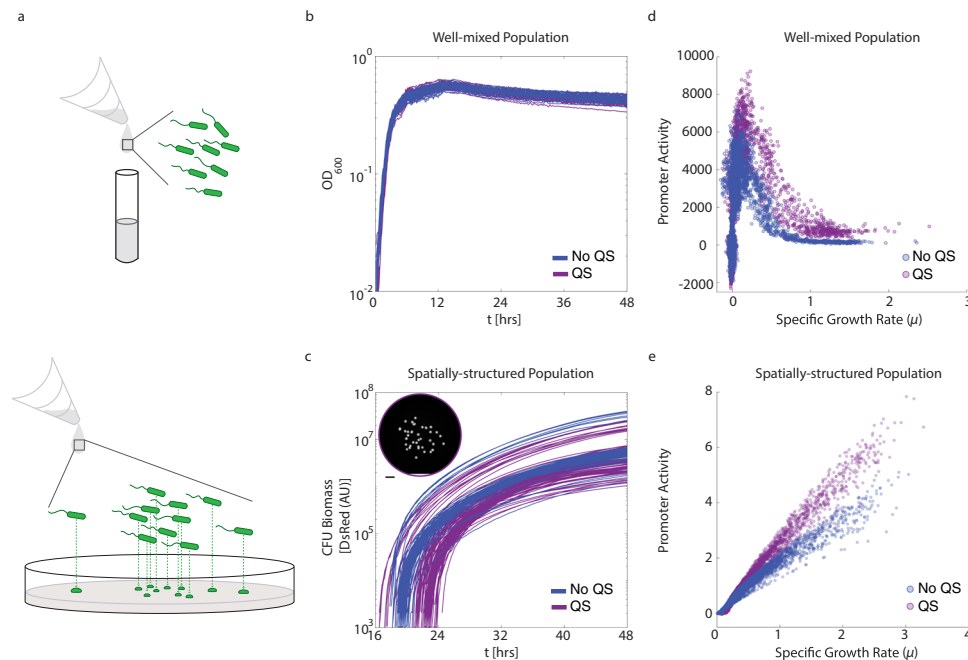 a
b
Well-mixed Population
10^0
10^-1
10^-2
OD600
0
12
24
36
48
t [hrs]
No QS
QS
d
Well-mixed Population
10000
8000
6000
4000
2000
0
-2000
Promoter Activity
0
1
2
3
Specific Growth Rate (μ)
No QS
QS
c
Spatially-structured Population
10^8
10^7
10^5
10^3
CFU Biomass
[DsRed (AU)]
16
24
32
40
48
t [hrs]
No QS
QS
e
Spatially-structured Population
8
6
4
2
0
Promoter Activity
0
1
2
3
4
Specific Growth Rate (μ)
No QS
QS